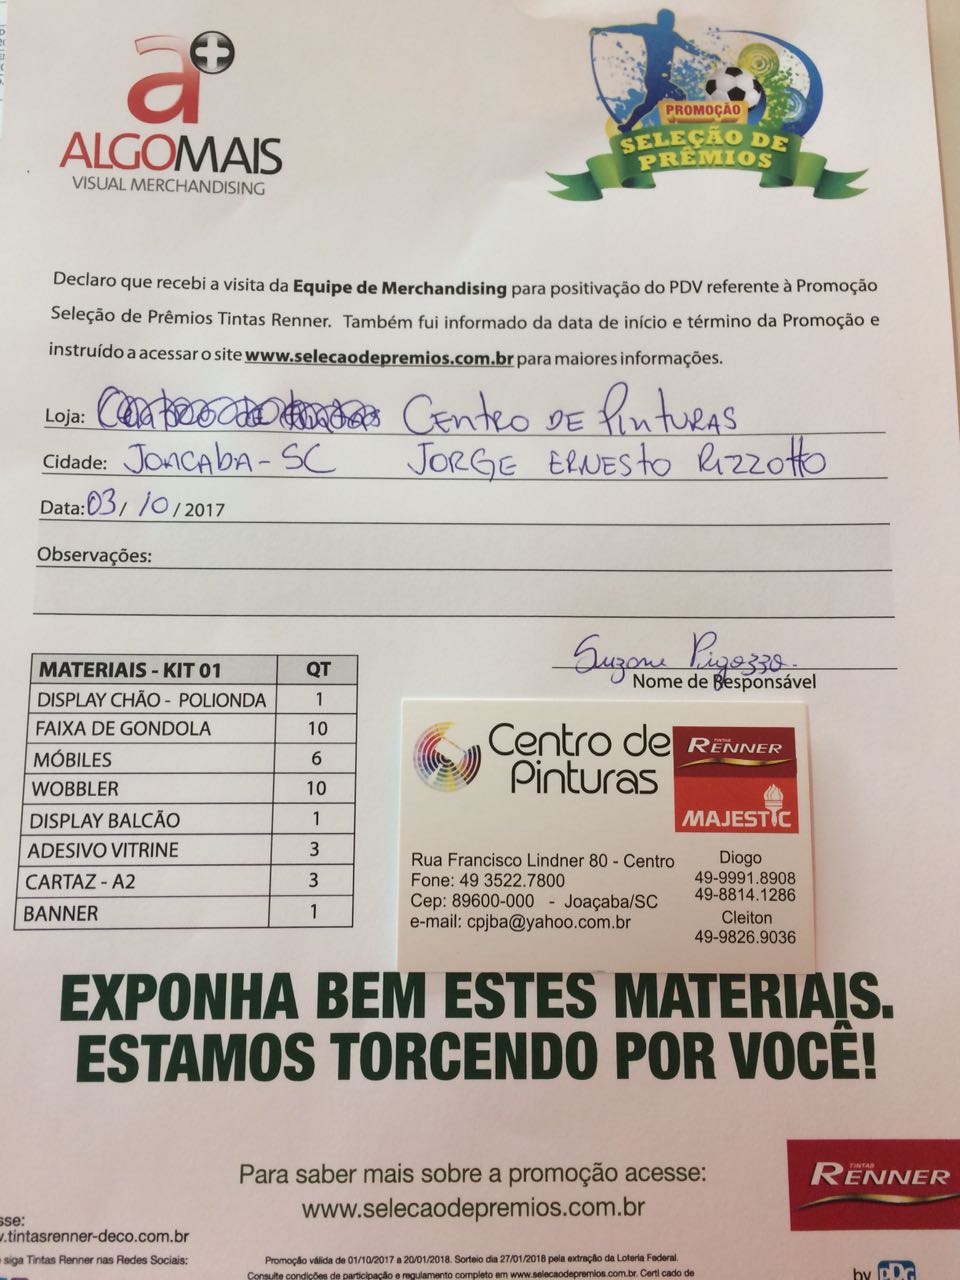 a+
ALGOMAIS
VISUAL MERCHANDISING
PROMOÇÃO
SELEÇÃO DE
PRÊMIOS
Declaro que recebi a visita da Equipe de Merchandising para positivação do PDV referente à Promoção
Seleção de Prêmios Tintas Renner. Também fui informado da data de início e término da Promoção e
instruído a acessar o site www.selecaodepremios.com.br para maiores informações.
Loja: CENTRO DE PINTURAS
Cidade: JOACABA-SC JORGE ERNESTO RIZZOTTO
Data: 03/10/2017
Observações:
Suzone Pigozzo.
Nome de Responsável
MATERIAIS - KIT 01 QT
DISPLAY CHÃO - POLIONDA 1
FAIXA DE GONDOLA 10
MÓBILES 6
WOBBLER 10
DISPLAY BALCÃO 1
ADESIVO VITRINE 3
CARTAZ - A2 3
BANNER 1
Centro de
Pinturas
TINTAS
RENNER
MAJESTIC
Rua Francisco Lindner 80 - Centro
Fone: 49 3522.7800
Cep: 89600-000 - Joaçaba/SC
e-mail: cpjba@yahoo.com.br
Diogo
49-9991.8908
49-8814.1286
Cleiton
49-9826.9036
EXPONHA BEM ESTES MATERIAIS.
ESTAMOS TORCENDO POR VOCÊ!
Para saber mais sobre a promoção acesse:
www.selecaodepremios.com.br
TINTAS
RENNER
sse:
.tintasrenner-deco.com.br
e siga Tintas Renner nas Redes Sociais:
Promoção válida de 01/10/2017 a 20/01/2018. Sorteio dia 27/01/2018 pela extração da Loteria Federal.
Consulte condições de participação e regulamento completo em www.selecaodepremios.com.br. Certi cado de
by PPG